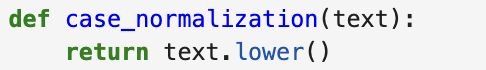 def case_normalization(text):
    return text.lower()